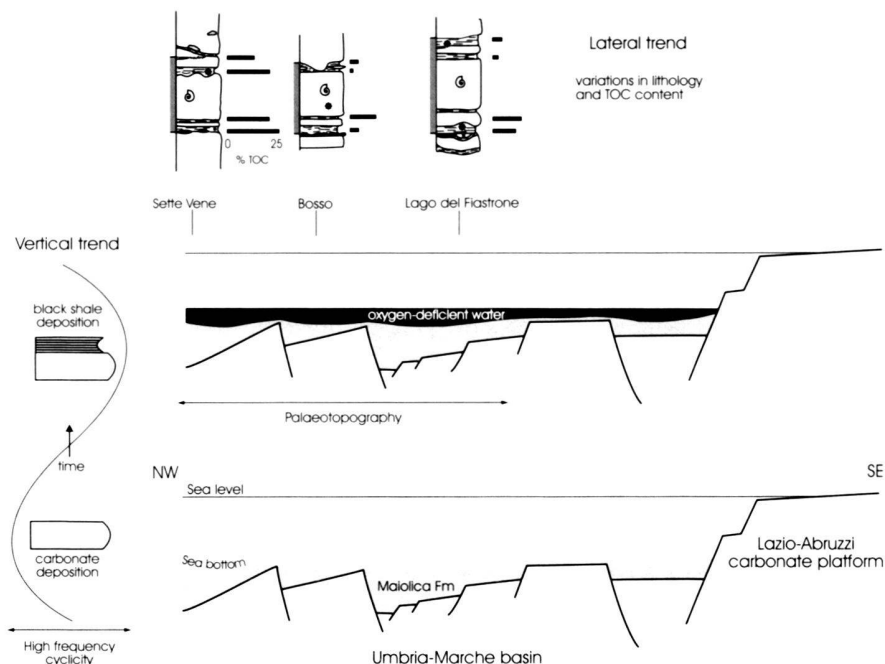 Lateral trend
variations in lithology
and TOC content
0 25
% TOC
Sette Vene
Bosso
Lago del Fiastrone
Vertical trend
black shale
deposition
oxygen-deficient water
Palaeotopography
time
NW
SE
Sea level
carbonate
deposition
Sea bottom
Maiolica Fm
Lazio-Abruzzi
carbonate platform
High frequency
cyclicity
Umbria-Marche basin